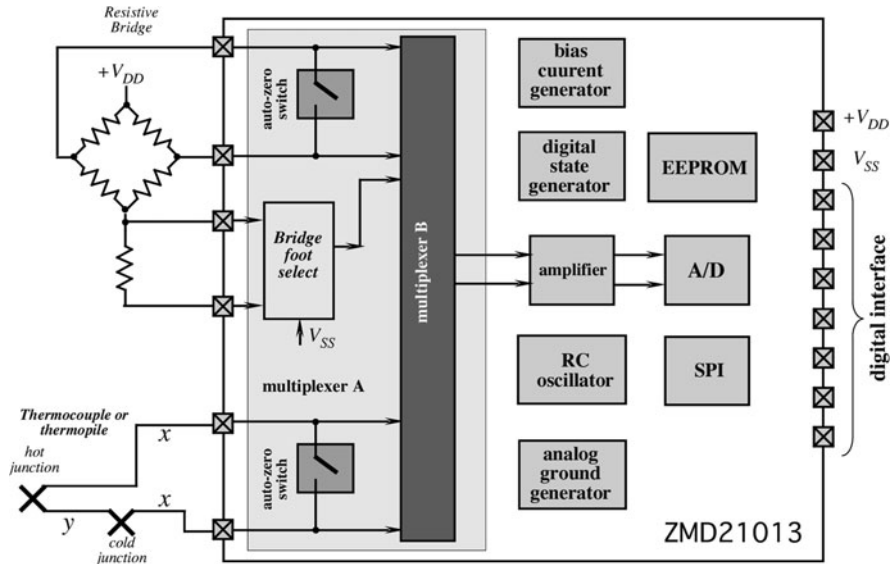 Resistive
Bridge
+V_DD
auto-zero
switch
bias
cuurent
generator
+V_DD
digital
state
generator
EEPROM
V_SS
Bridge
foot
select
multiplexer B
amplifier
A/D
digital interface
V_SS
RC
oscillator
SPI
multiplexer A
Thermocouple or
thermopile
x
hot
junction
auto-zero
switch
analog
ground
generator
x
y
cold
junction
ZMD21013